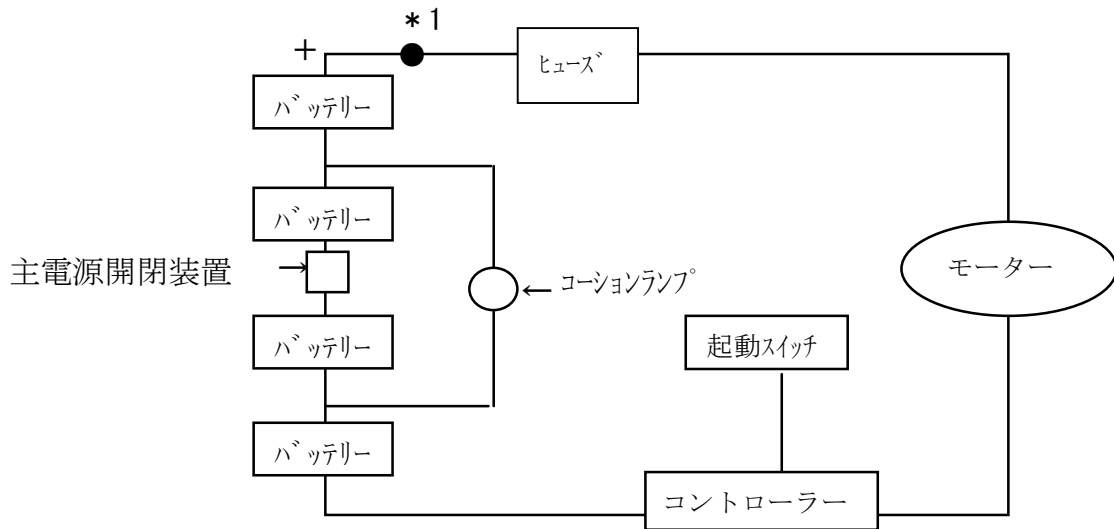 ＊1
＋
ﾋｭｰｽﾞ
ﾊﾞｯﾃﾘｰ
ﾊﾞｯﾃﾘｰ
主電源開閉装置
→
モーター
← ｺｰｼｮﾝﾗﾝﾌﾟ
ﾊﾞｯﾃﾘｰ
起動ｽｲｯﾁ
ﾊﾞｯﾃﾘｰ
コントローラー